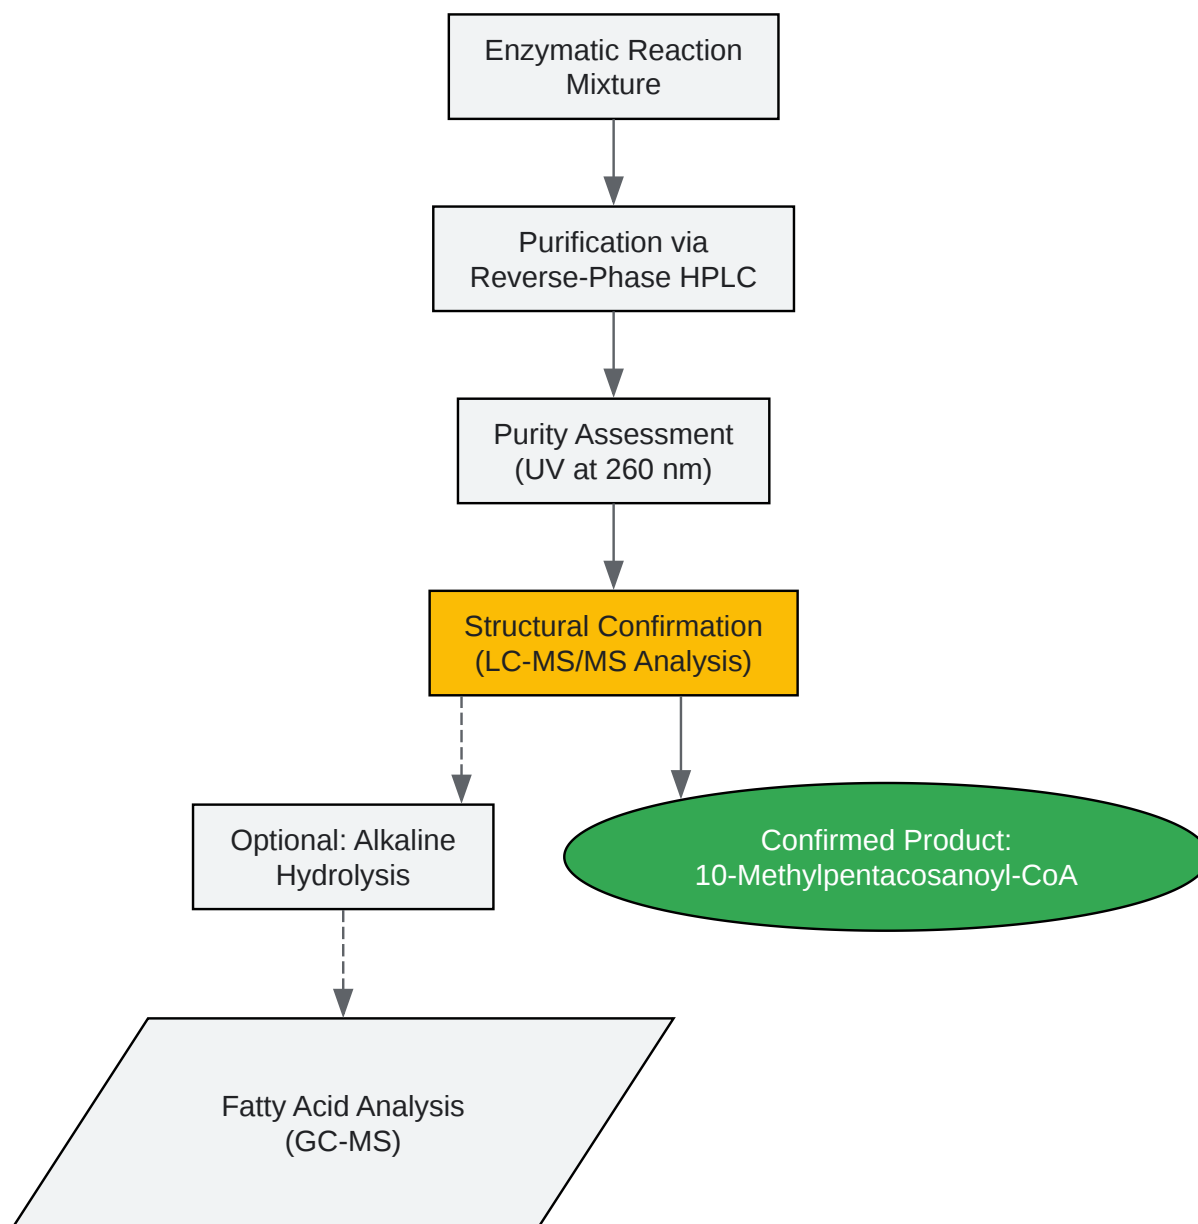 Enzymatic Reaction
Mixture
Purification via
Reverse-Phase HPLC
Purity Assessment
(UV at 260 nm)
Structural Confirmation
(LC-MS/MS Analysis)
Optional: Alkaline
Hydrolysis
Confirmed Product:
10-Methylpentacosanoyl-CoA
Fatty Acid Analysis
(GC-MS)